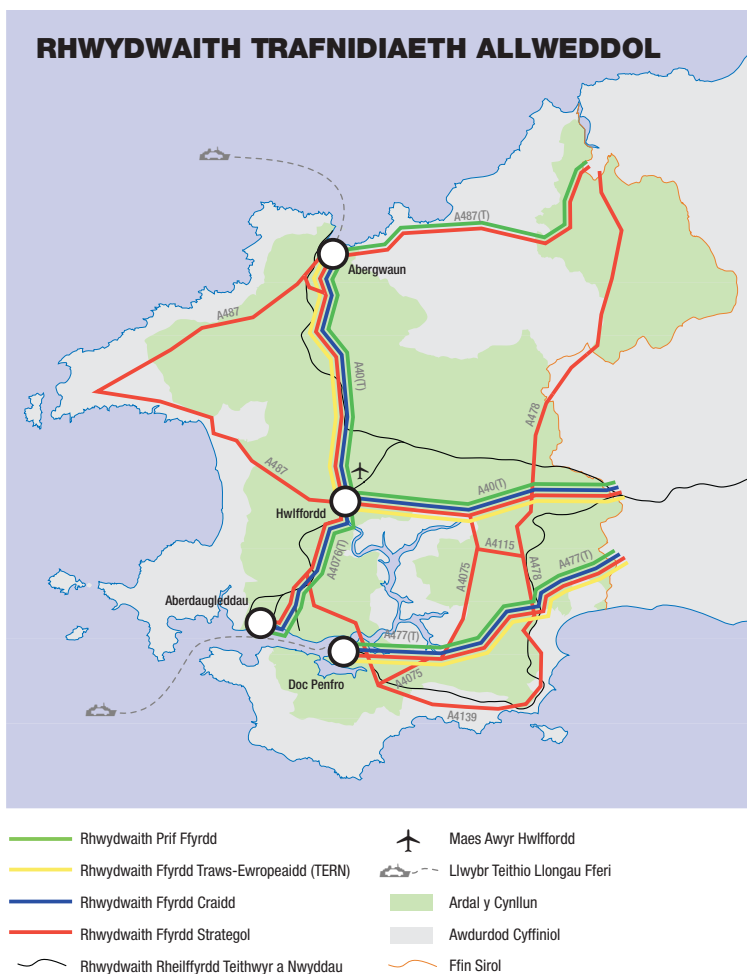 RHWYDWAITH TRAFNIDIAETH ALLWEDDOL
A487(T)
Abergwaun
A487
A40(T)
A478
A487
A40(T)
Hwlffordd
A4076(T)
A4115
A4075
A478
A477(T)
Aberdaugleddau
A477(T)
Doc Penfro
A4075
A4139
Rhwydwaith Prif Ffyrdd
Rhwydwaith Ffyrdd Traws-Ewropeaidd (TERN)
Rhwydwaith Ffyrdd Craidd
Rhwydwaith Ffyrdd Strategol
Rhwydwaith Rheilffyrdd Teithwyr a Nwyddau
Maes Awyr Hwlffordd
Llwybr Teithio Llongau Fferi
Ardal y Cynllun
Awdurdod Cyffiniol
Ffin Sirol